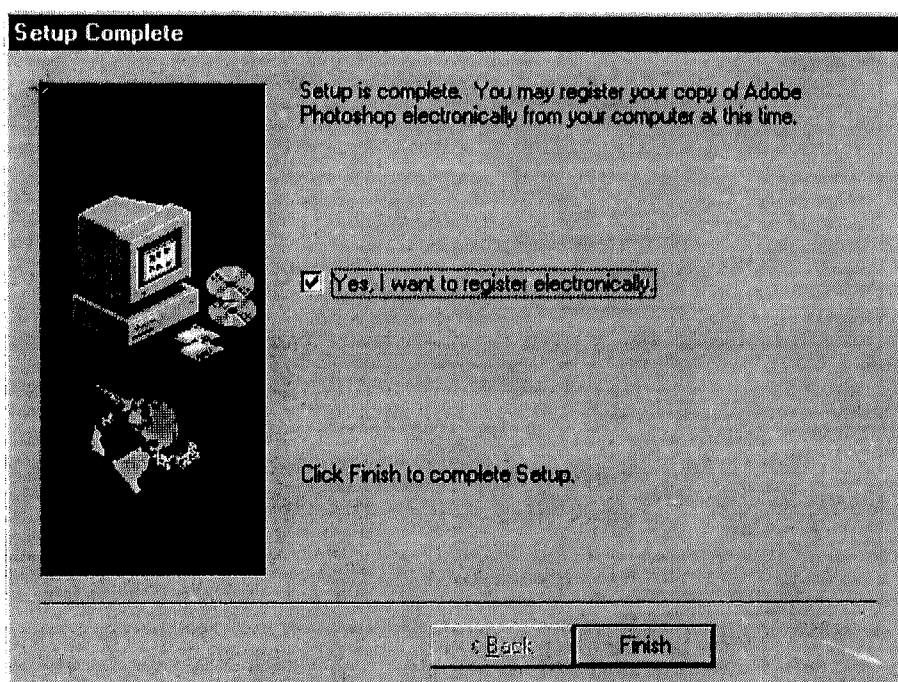 Setup Complete
Setup is complete. You may register your copy of Adobe
Photoshop electronically from your computer at this time.
Yes, I want to register electronically.
Click Finish to complete Setup.
< Back
Finish